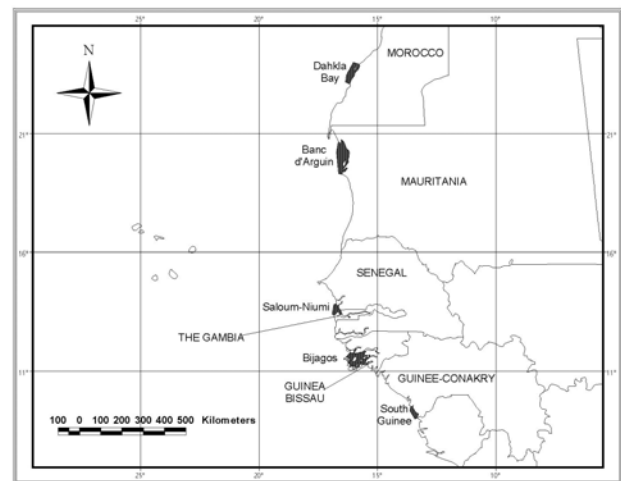 25°
20°
15°
10°
N
MOROCCO
Dahkla
Bay
21°
21°
Banc
d'Arguin
MAURITANIA
16°
16°
SENEGAL
Saloum-Niumi
THE GAMBIA
Bijagos
11°
11°
GUINEE-CONAKRY
GUINEA
BISSAU
South
Guinee
100 0 100 200 300 400 500 Kilometers
25°
20°
15°
10°